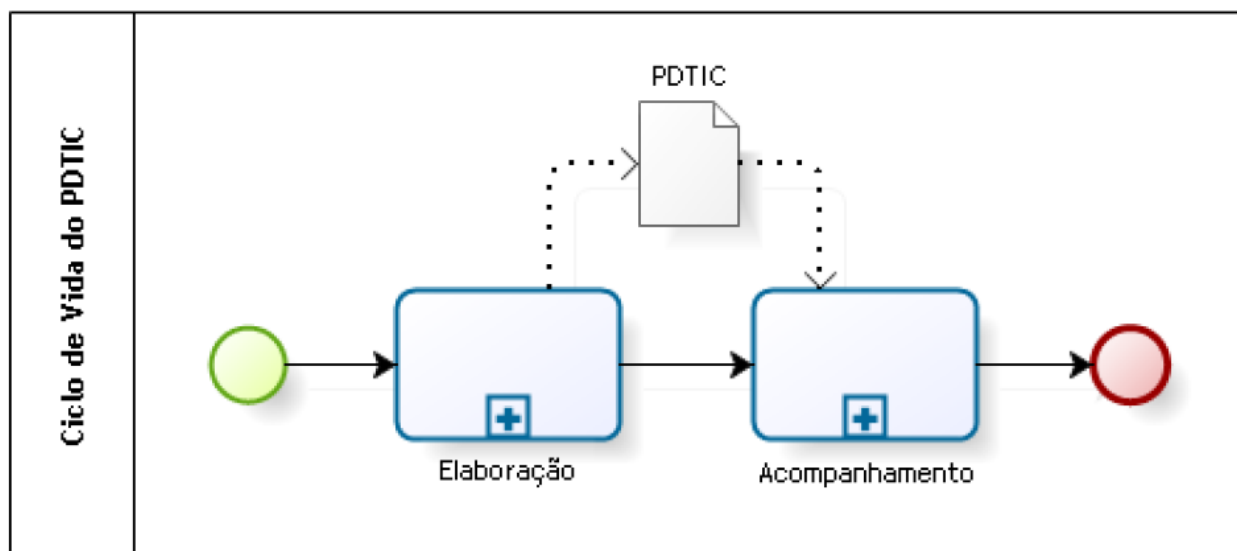 Ciclo de Vida do PDTIC
PDTIC
Elaboração
Acompanhamento